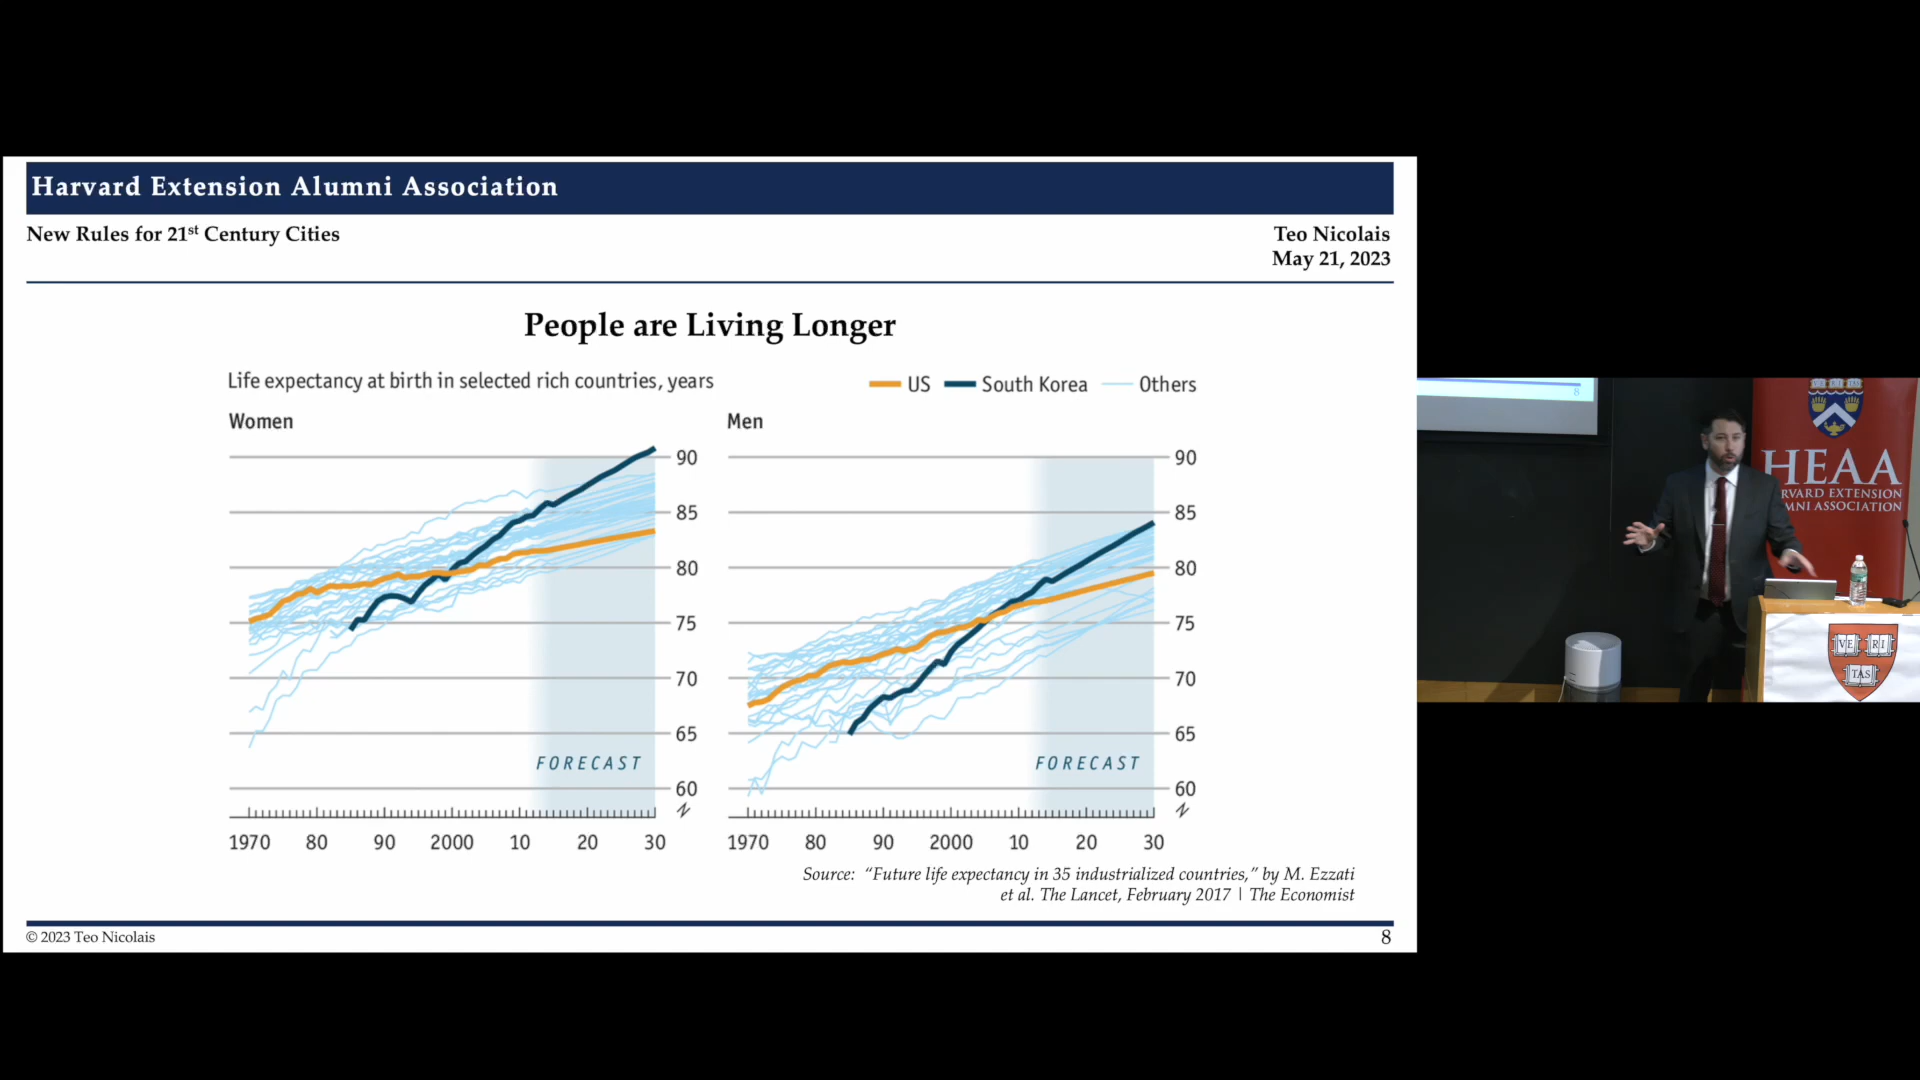 Harvard Extension Alumni Association
New Rules for 21st Century Cities
Teo Nicolais
May 21, 2023
People are Living Longer
Life expectancy at birth in selected rich countries, years
US South Korea Others
Women
90
85
80
75
70
65
60
FORECAST
1970 80 90 2000 10 20 30
Men
90
85
80
75
70
65
60
FORECAST
1970 80 90 2000 10 20 30
Source: “Future life expectancy in 35 industrialized countries,” by M. Ezzati
et al. The Lancet, February 2017 | The Economist
© 2023 Teo Nicolais
8
8
HEAA
RVARD EXTENSION
MNI ASSOCIATION
VE RI
TAS